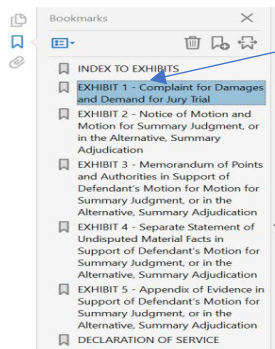 Bookmarks
INDEX TO EXHIBITS
EXHIBIT 1 - Complaint for Damages
and Demand for Jury Trial
EXHIBIT 2 - Notice of Motion and
Motion for Summary Judgment, or
in the Alternative, Summary
Adjudication
EXHIBIT 3 - Memorandum of Points
and Authorities in Support of
Defendant's Motion for Motion for
Summary Judgment, or in the
Alternative, Summary Adjudication
EXHIBIT 4 - Separate Statement of
Undisputed Material Facts in
Support of Defendant's Motion for
Summary Judgment, or in the
Alternative, Summary Adjudication
EXHIBIT 5 - Appendix of Evidence in
Support of Defendant's Motion for
Summary Judgment, or in the
Alternative, Summary Adjudication
DECLARATION OF SERVICE